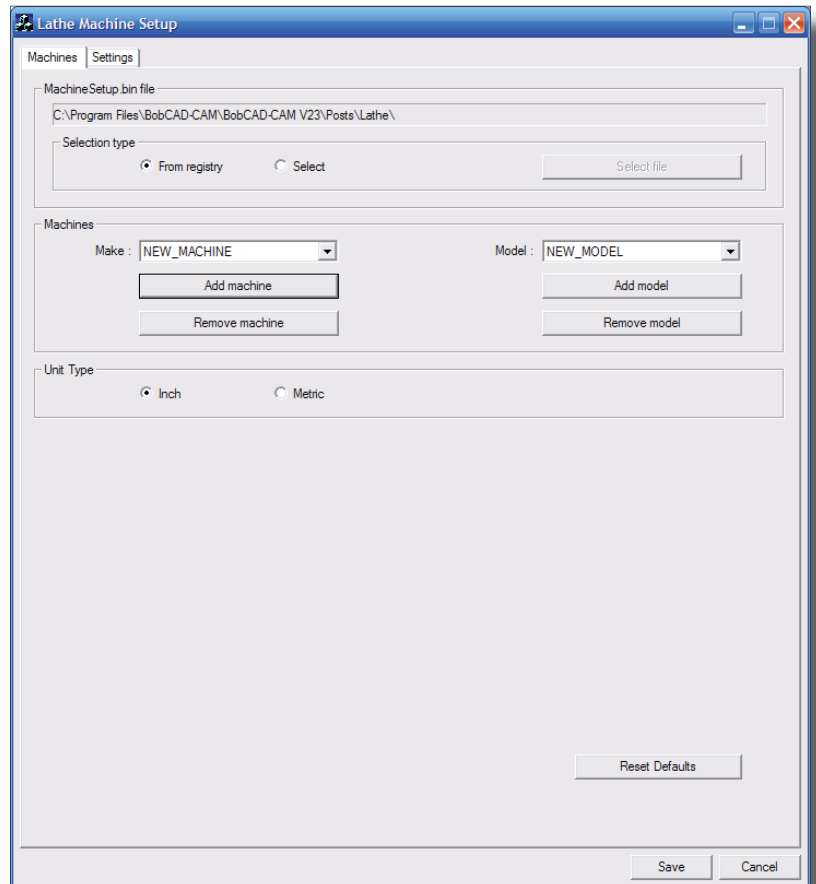 Lathe Machine Setup
Machines Settings
MachineSetup.bin file
C:\Program Files\BobCAD-CAM\BobCAD-CAM V23\Posts\Lathe\
Selection type
From registry Select Select file
Machines
Make : NEW_MACHINE Model : NEW_MODEL
Add machine Add model
Remove machine Remove model
Unit Type
Inch Metric
Reset Defaults
Save Cancel